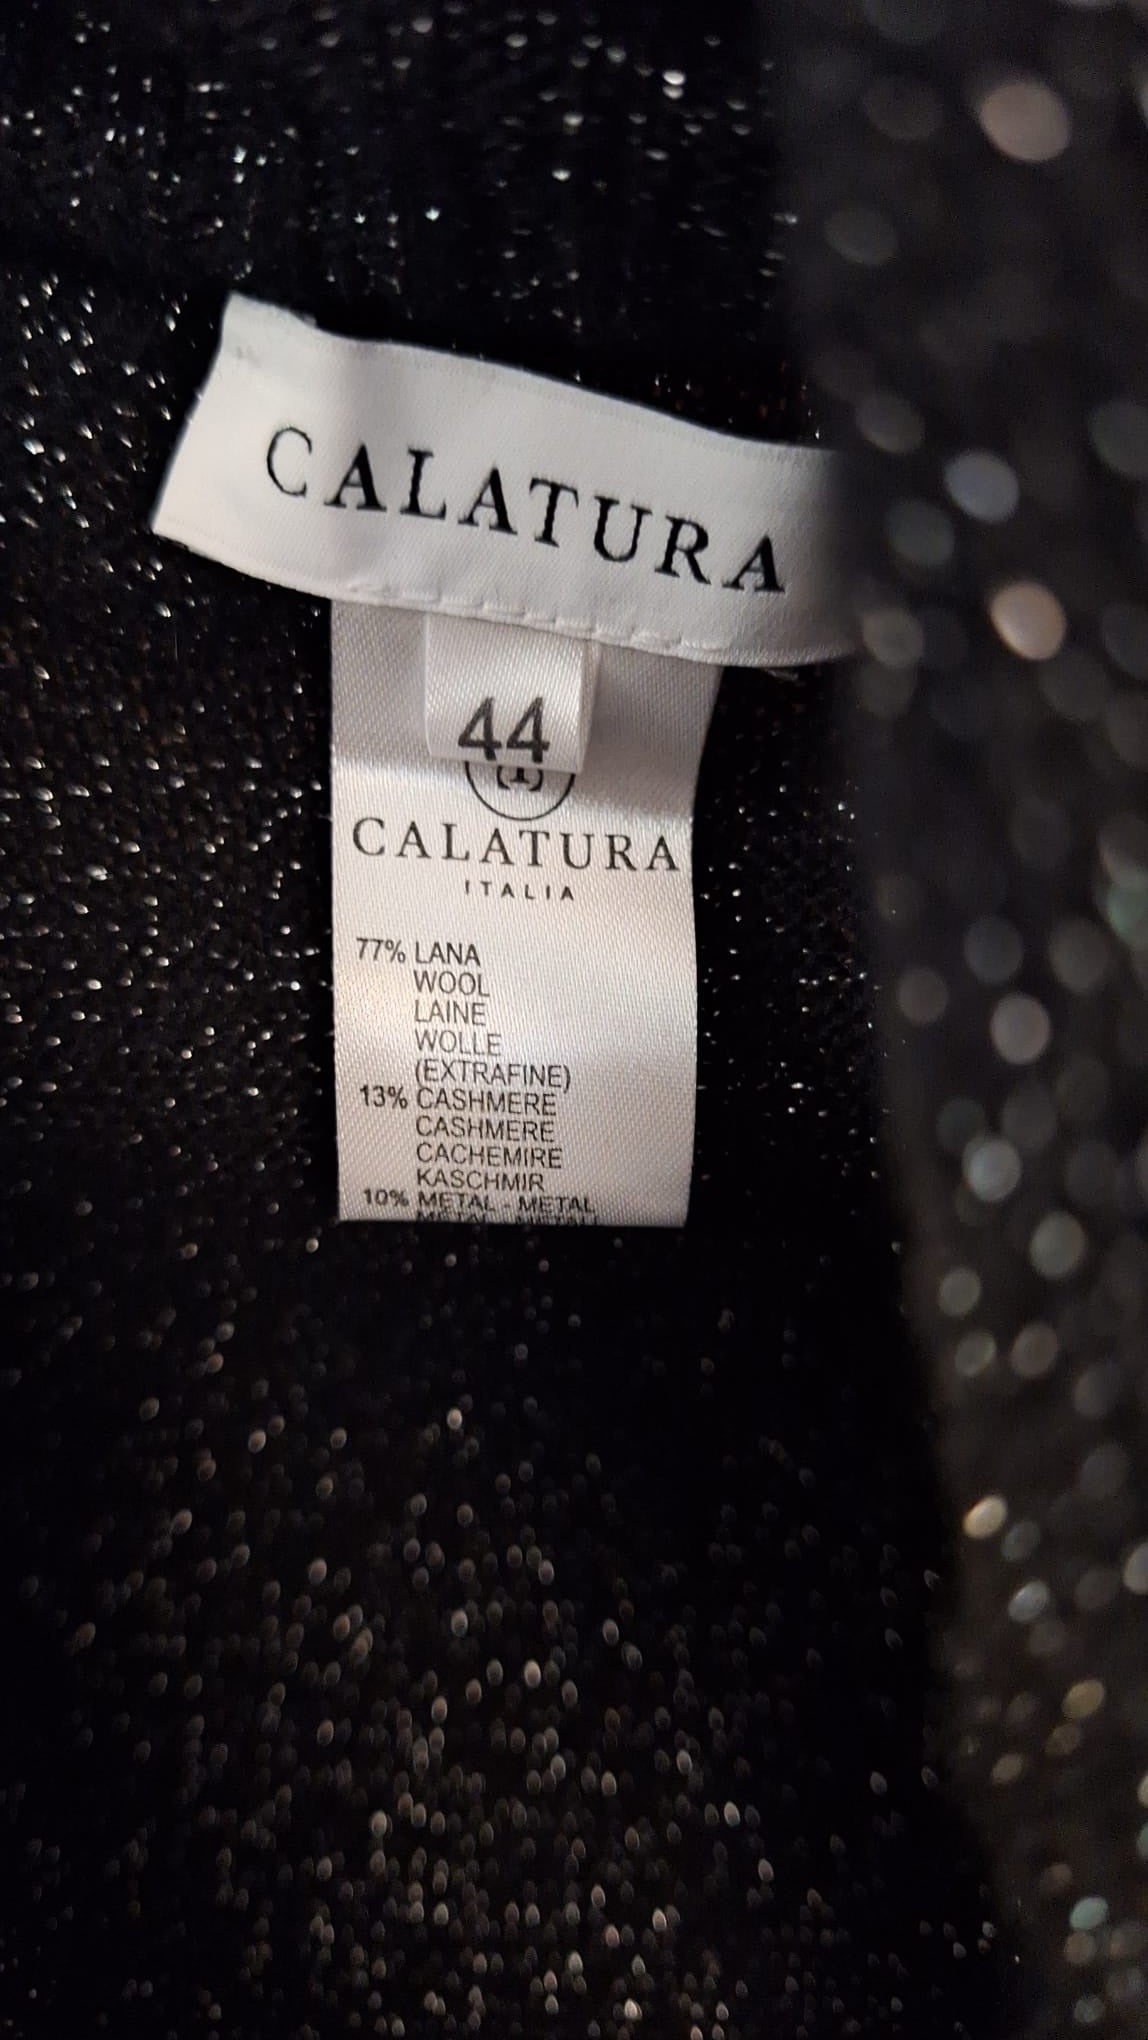 CALATURA
44
CALATURA
ITALIA
77% LANA
WOOL
LAINE
WOLLE
(EXTRAFINE)
13% CASHMERE
CASHMERE
CACHEMIRE
KASCHMIR
10% METAL - METAL